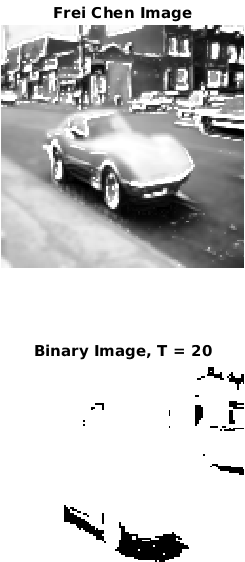 Frei Chen Image
Binary Image, T = 20